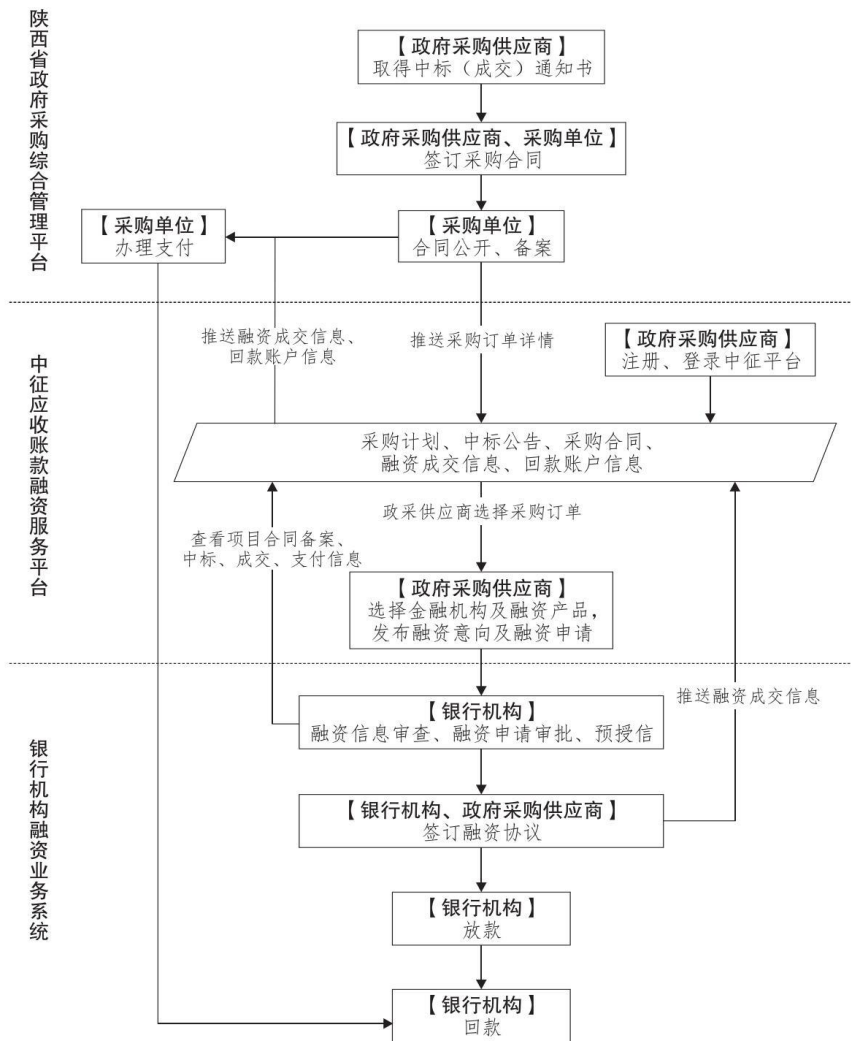 陕西省政府采购综合管理平台
【政府采购供应商】
取得中标（成交）通知书
【政府采购供应商、采购单位】
签订采购合同
【采购单位】
办理支付
【采购单位】
合同公开、备案
中征应收账款融资服务平台
推送融资成交信息、
回款账户信息
推送采购订单详情
【政府采购供应商】
注册、登录中征平台
采购计划、中标公告、采购合同、
融资成交信息、回款账户信息
政采供应商选择采购订单
查看项目合同备案、
中标、成交、支付信息
【政府采购供应商】
选择金融机构及融资产品，
发布融资意向及融资申请
银行机构融资业务系统
推送融资成交信息
【银行机构】
融资信息审查、融资申请审批、预授信
【银行机构、政府采购供应商】
签订融资协议
【银行机构】
放款
【银行机构】
回款